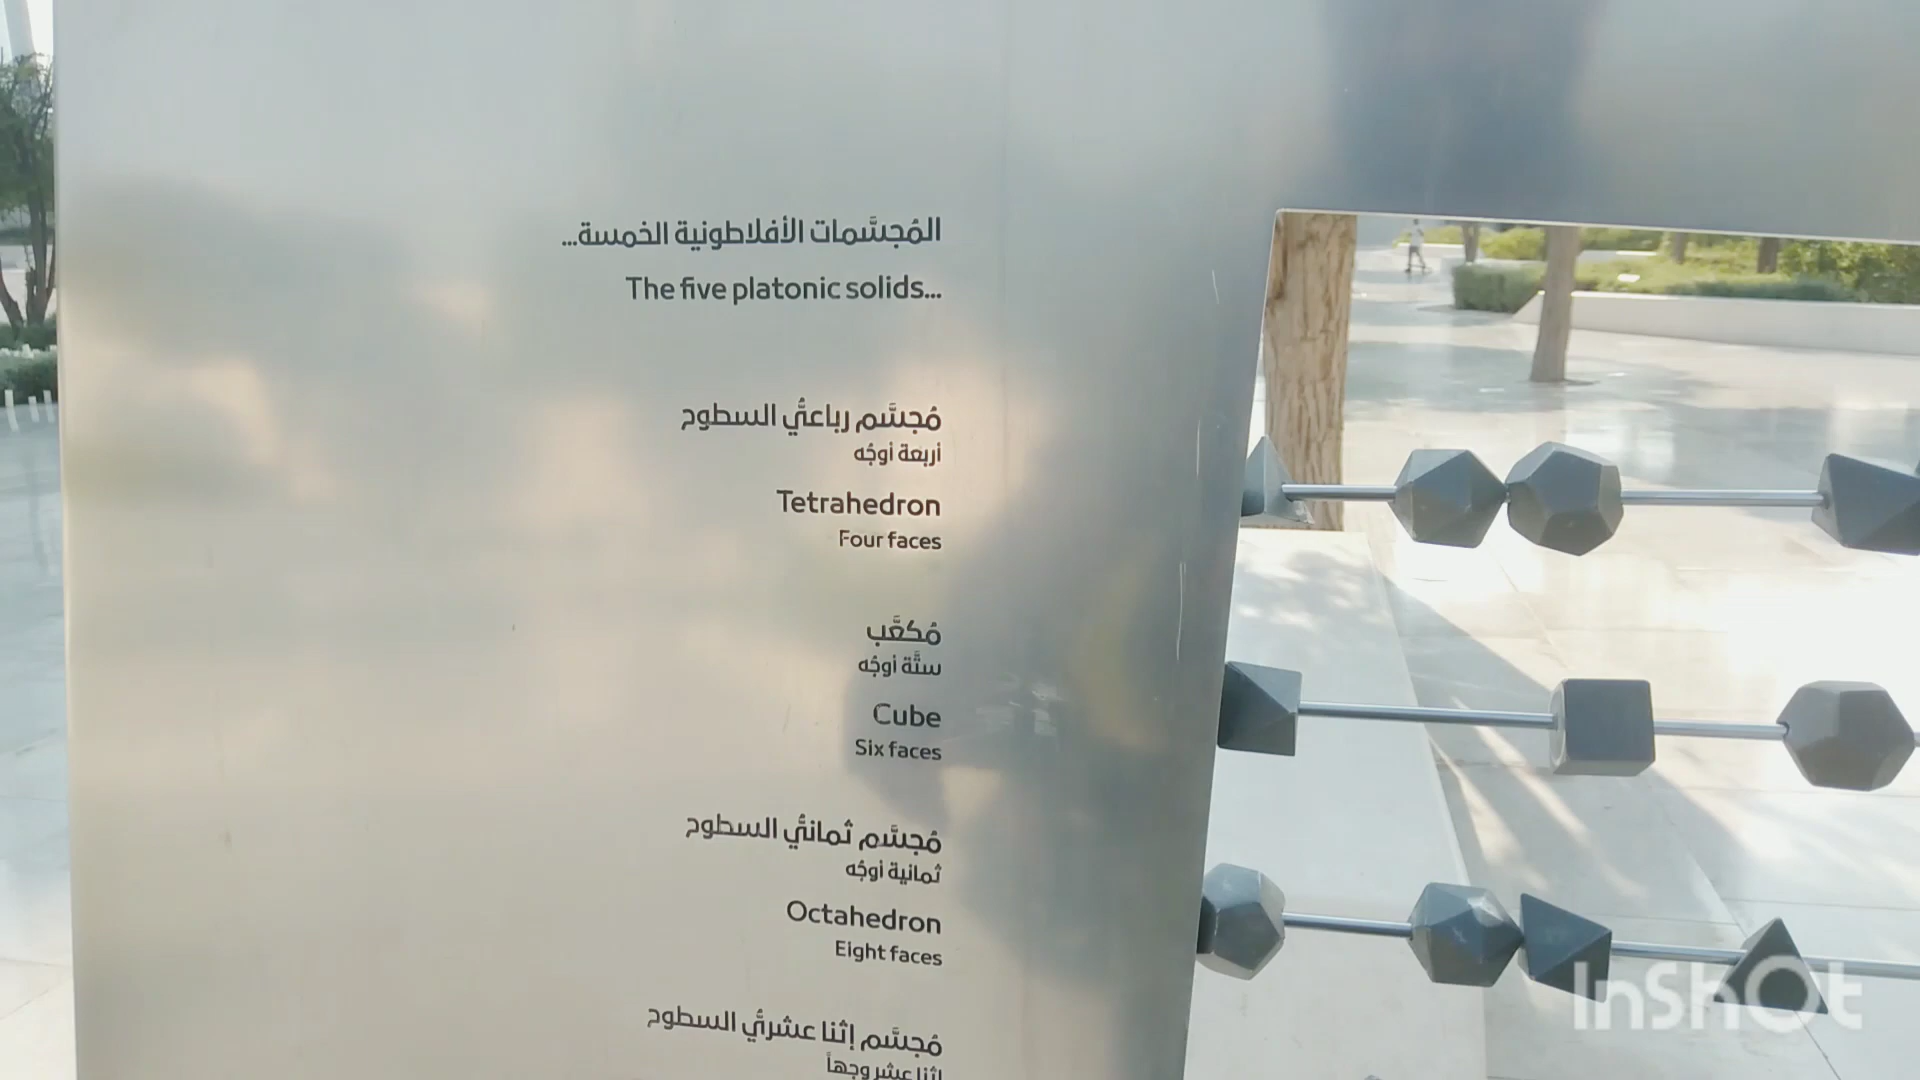 المُجسَّمات الأفلاطونية الخمسة...
The five platonic solids...
مُجسَّم رباعيُّ السطوح
أربعة أوجُه
Tetrahedron
Four faces
مُكعَّب
ستَّة أوجُه
Cube
Six faces
مُجسَّم ثمانيُّ السطوح
ثمانية أوجُه
Octahedron
Eight faces
مُجسَّم إثنا عشريُّ السطوح
إثنا عشر وجهاً
InShOt